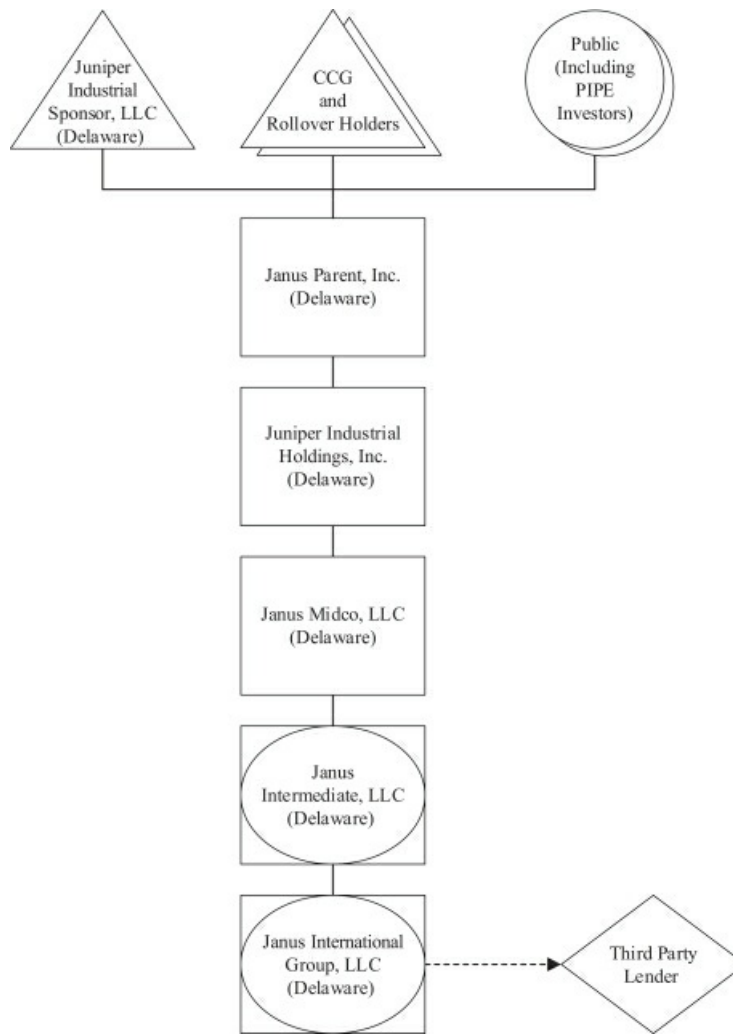 Juniper
Industrial
Sponsor, LLC
(Delaware)
CCG
and
Rollover Holders
Public
(Including
PIPE
Investors)
Janus Parent, Inc.
(Delaware)
Juniper Industrial
Holdings, Inc.
(Delaware)
Janus Midco, LLC
(Delaware)
Janus
Intermediate, LLC
(Delaware)
Janus International
Group, LLC
(Delaware)
Third Party
Lender